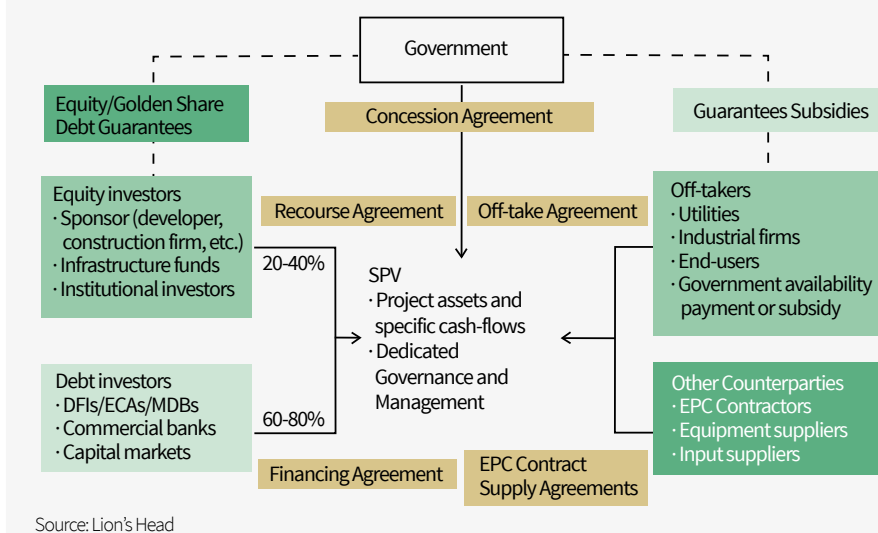 Government
Equity/Golden Share
Debt Guarantees
Concession Agreement
Guarantees Subsidies
Equity investors
· Sponsor (developer,
construction firm, etc.)
· Infrastructure funds
· Institutional investors
Recourse Agreement
Off-take Agreement
Off-takers
· Utilities
· Industrial firms
· End-users
· Government availability
payment or subsidy
20-40%
SPV
· Project assets and
specific cash-flows
· Dedicated
Governance and
Management
Debt investors
· DFIs/ECAs/MDBs
· Commercial banks
· Capital markets
60-80%
Other Counterparties
· EPC Contractors
· Equipment suppliers
· Input suppliers
Financing Agreement
EPC Contract
Supply Agreements
Source: Lion's Head